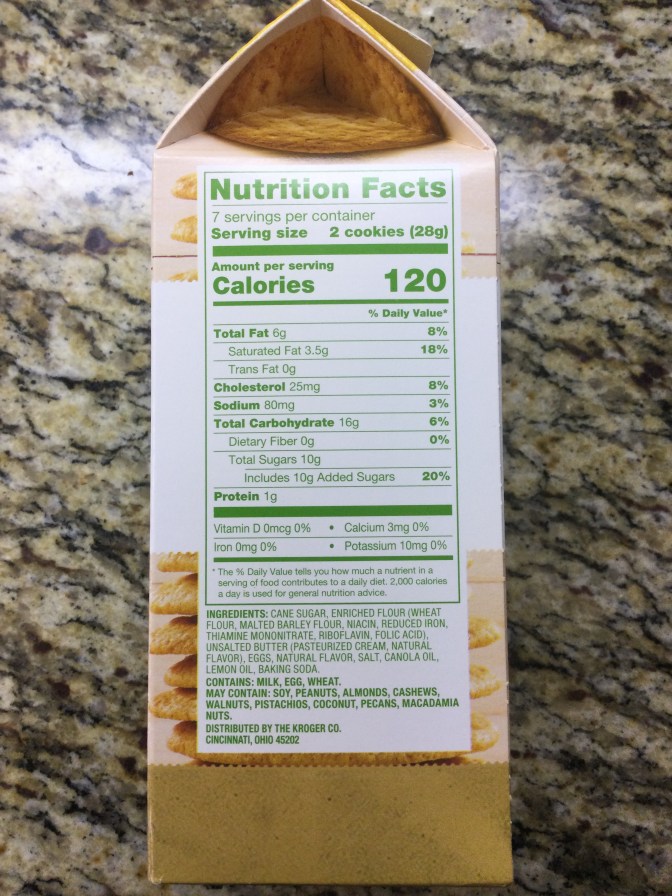 Nutrition Facts
7 servings per container
Serving size 2 cookies (28g)
Amount per serving
Calories 120
% Daily Value*
Total Fat 6g 8%
Saturated Fat 3.5g 18%
Trans Fat 0g
Cholesterol 25mg 8%
Sodium 80mg 3%
Total Carbohydrate 16g 6%
Dietary Fiber 0g 0%
Total Sugars 10g
Includes 10g Added Sugars 20%
Protein 1g
Vitamin D 0mcg 0% • Calcium 3mg 0%
Iron 0mg 0% • Potassium 10mg 0%
* The % Daily Value tells you how much a nutrient in a
serving of food contributes to a daily diet. 2,000 calories
a day is used for general nutrition advice.
INGREDIENTS: CANE SUGAR, ENRICHED FLOUR (WHEAT
FLOUR, MALTED BARLEY FLOUR, NIACIN, REDUCED IRON,
THIAMINE MONONITRATE, RIBOFLAVIN, FOLIC ACID),
UNSALTED BUTTER (PASTEURIZED CREAM, NATURAL
FLAVOR), EGGS, NATURAL FLAVOR, SALT, CANOLA OIL,
LEMON OIL, BAKING SODA.
CONTAINS: MILK, EGG, WHEAT.
MAY CONTAIN: SOY, PEANUTS, ALMONDS, CASHEWS,
WALNUTS, PISTACHIOS, COCONUT, PECANS, MACADAMIA
NUTS.
DISTRIBUTED BY THE KROGER CO.
CINCINNATI, OHIO 45202